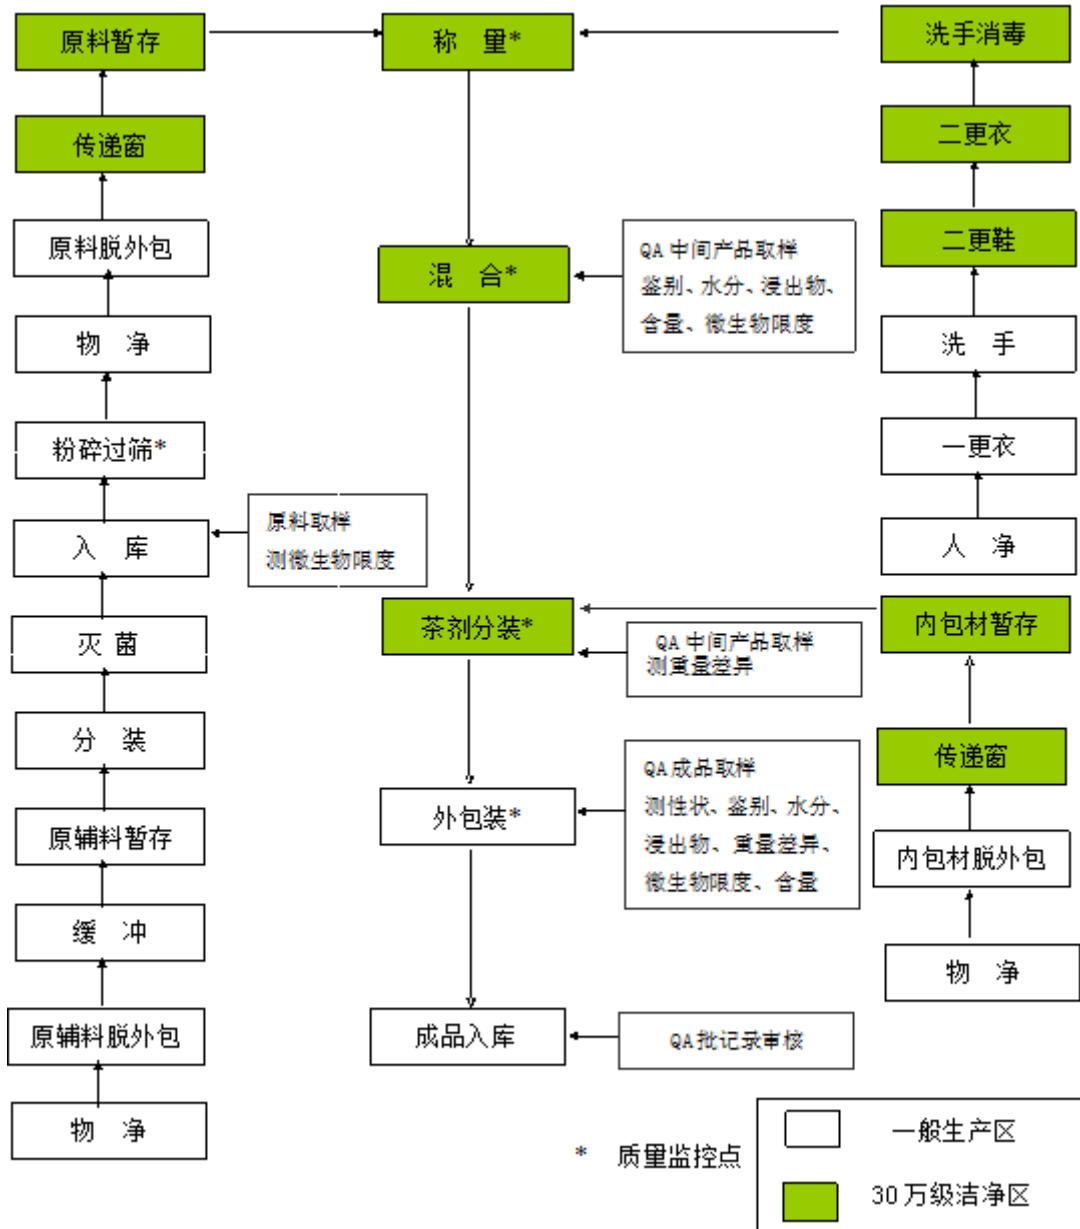 原料暂存
称 量*
洗手消毒
传递窗
二更衣
原料脱外包
二更鞋
QA 中间产品取样
鉴别、水分、浸出物、
含量、微生物限度
混 合*
物 净
洗 手
粉碎过筛*
一更衣
原料取样
测微生物限度
入 库
人 净
灭 菌
茶剂分装*
内包材暂存
QA 中间产品取样
测重量差异
分 装
传递窗
QA 成品取样
测性状、鉴别、水分、
浸出物、重量差异、
微生物限度、含量
原辅料暂存
外包装*
内包材脱外包
缓 冲
物 净
原辅料脱外包
成品入库
QA 批记录审核
物 净
* 质量监控点
一般生产区
30 万级洁净区